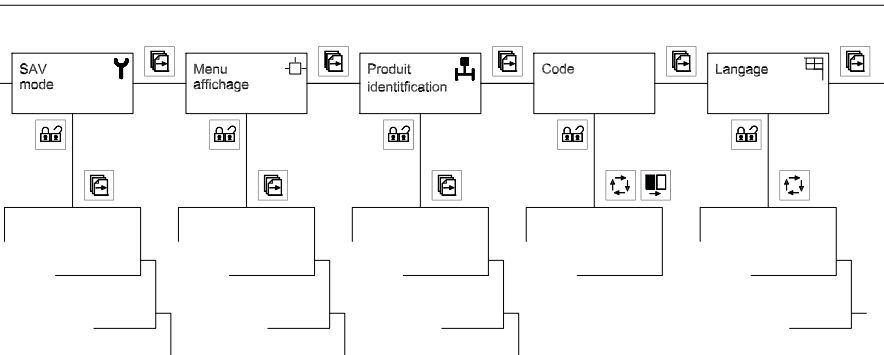 SAV
mode
Menu
affichage
Produit
identitfication
Code
Langage